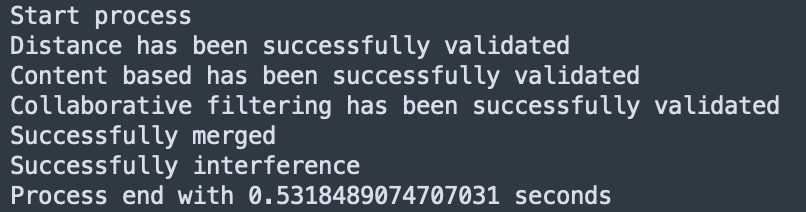 Start process
Distance has been successfully validated
Content based has been successfully validated
Collaborative filtering has been successfully validated
Successfully merged
Successfully interference
Process end with 0.5318489074707031 seconds